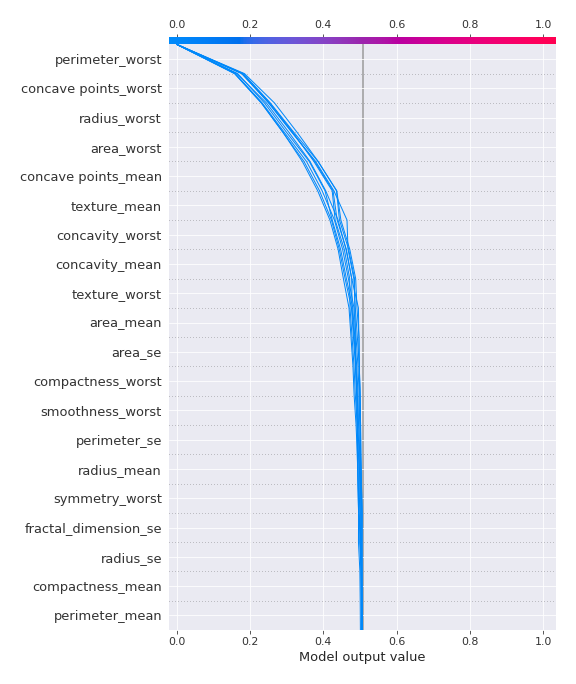 0.0 0.2 0.4 0.6 0.8 1.0
perimeter_worst
concave points_worst
radius_worst
area_worst
concave points_mean
texture_mean
concavity_worst
concavity_mean
texture_worst
area_mean
area_se
compactness_worst
smoothness_worst
perimeter_se
radius_mean
symmetry_worst
fractal_dimension_se
radius_se
compactness_mean
perimeter_mean
0.0 0.2 0.4 0.6 0.8 1.0
Model output value